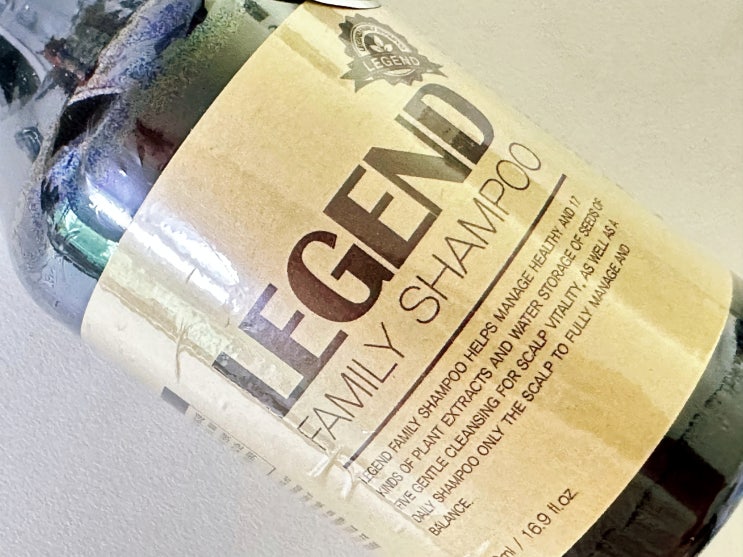 LEGEND
LEGEND
FAMILY SHAMPOO
LEGEND FAMILY SHAMPOO HELPS MANAGE HEALTHY AND 17
KINDS OF PLANT EXTRACTS AND WATER STORAGE OF SEEDS OF
FIVE GENTLE CLEANSING FOR SCALP VITALITY, AS WELL AS A
DAILY SHAMPOO ONLY THE SCALP TO FULLY MANAGE AND
BALANCE.
ml / 16.9 fl.oz